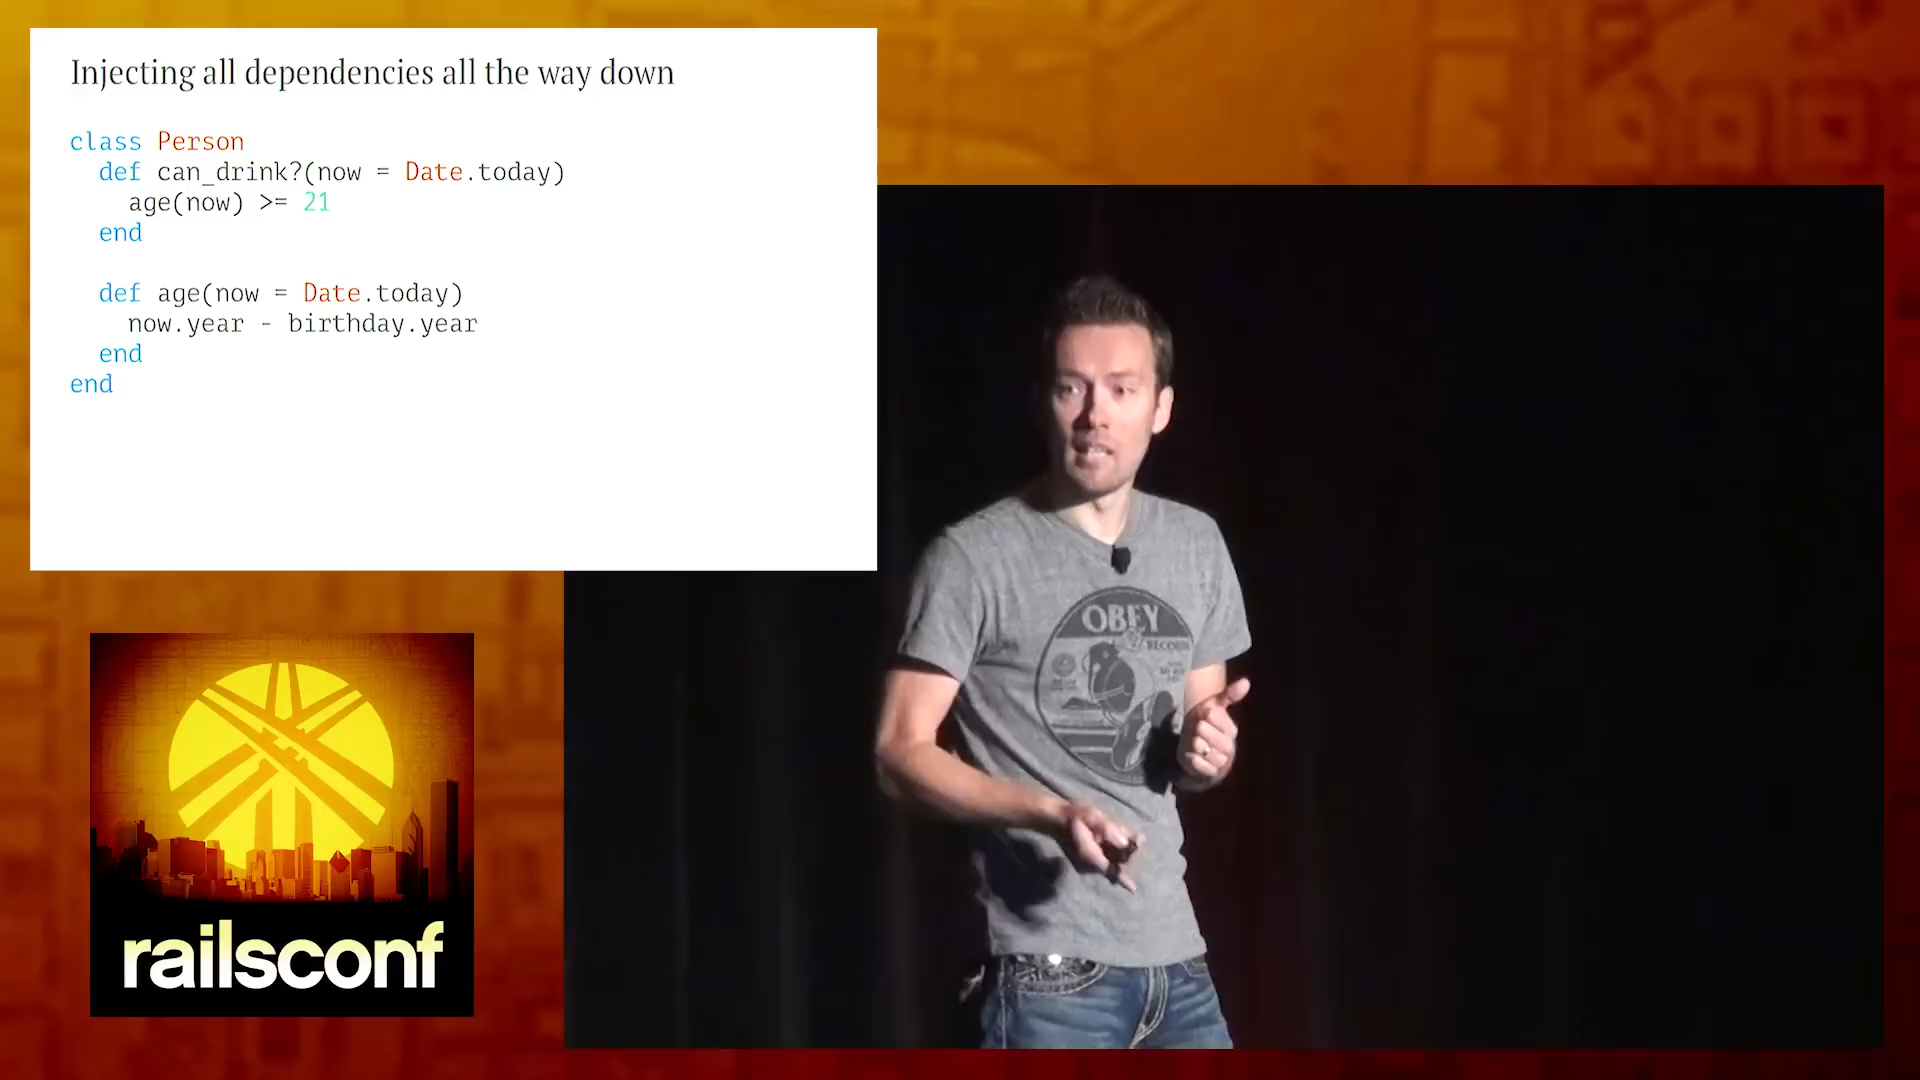 Injecting all dependencies all the way down
class Person
  def can_drink?(now = Date.today)
    age(now) >= 21
  end
  def age(now = Date.today)
    now.year - birthday.year
  end
end
OBEY
RECORDS
railsconf